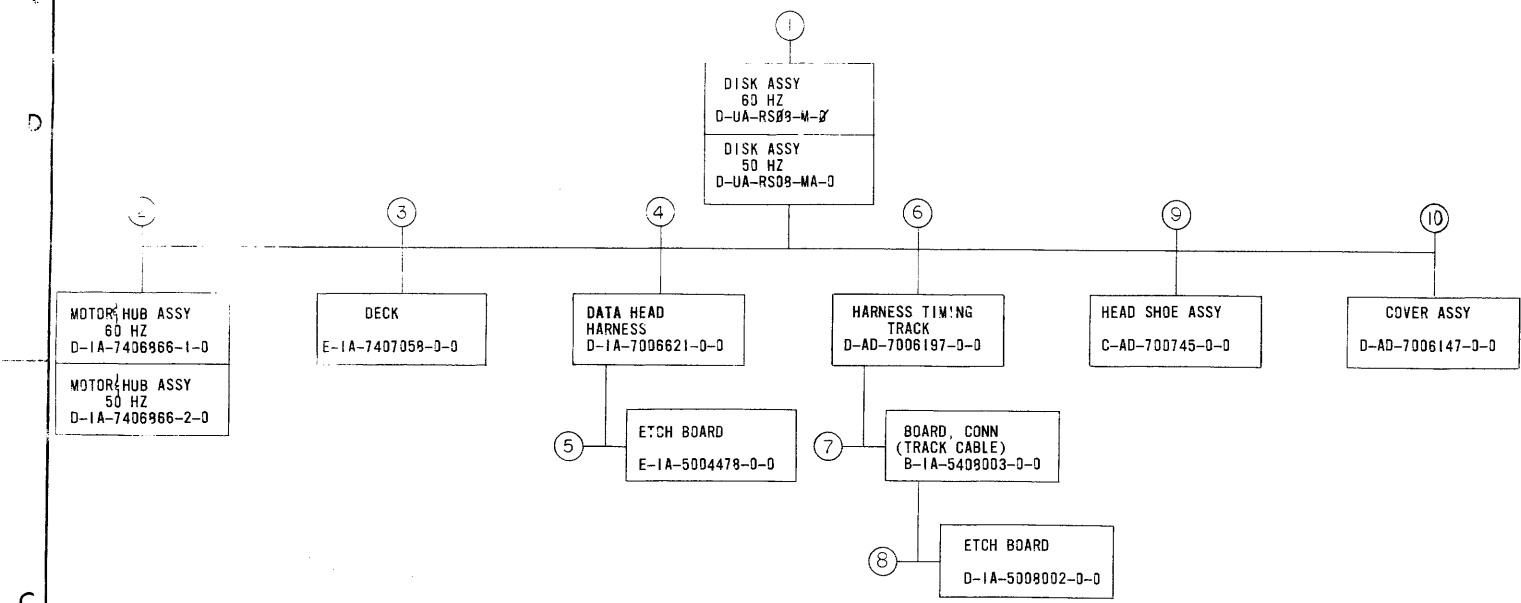 1
DISK ASSY
60 HZ
D-UA-RS08-M-0
DISK ASSY
50 HZ
D-UA-RS08-MA-0
D
2
3
4
6
9
10
MOTOR HUB ASSY
60 HZ
D-IA-7406866-1-0
MOTOR HUB ASSY
50 HZ
D-IA-7406866-2-0
DECK
E-IA-7407058-0-0
DATA HEAD
HARNESS
D-IA-7006621-0-0
HARNESS TIMING
TRACK
D-AD-7006197-0-0
HEAD SHOE ASSY
C-AD-700745-0-0
COVER ASSY
D-AD-7006147-0-0
5
ETCH BOARD
E-IA-5004478-0-0
7
BOARD, CONN
(TRACK CABLE)
B-IA-5408003-0-0
8
ETCH BOARD
D-IA-5008002-0-0
C